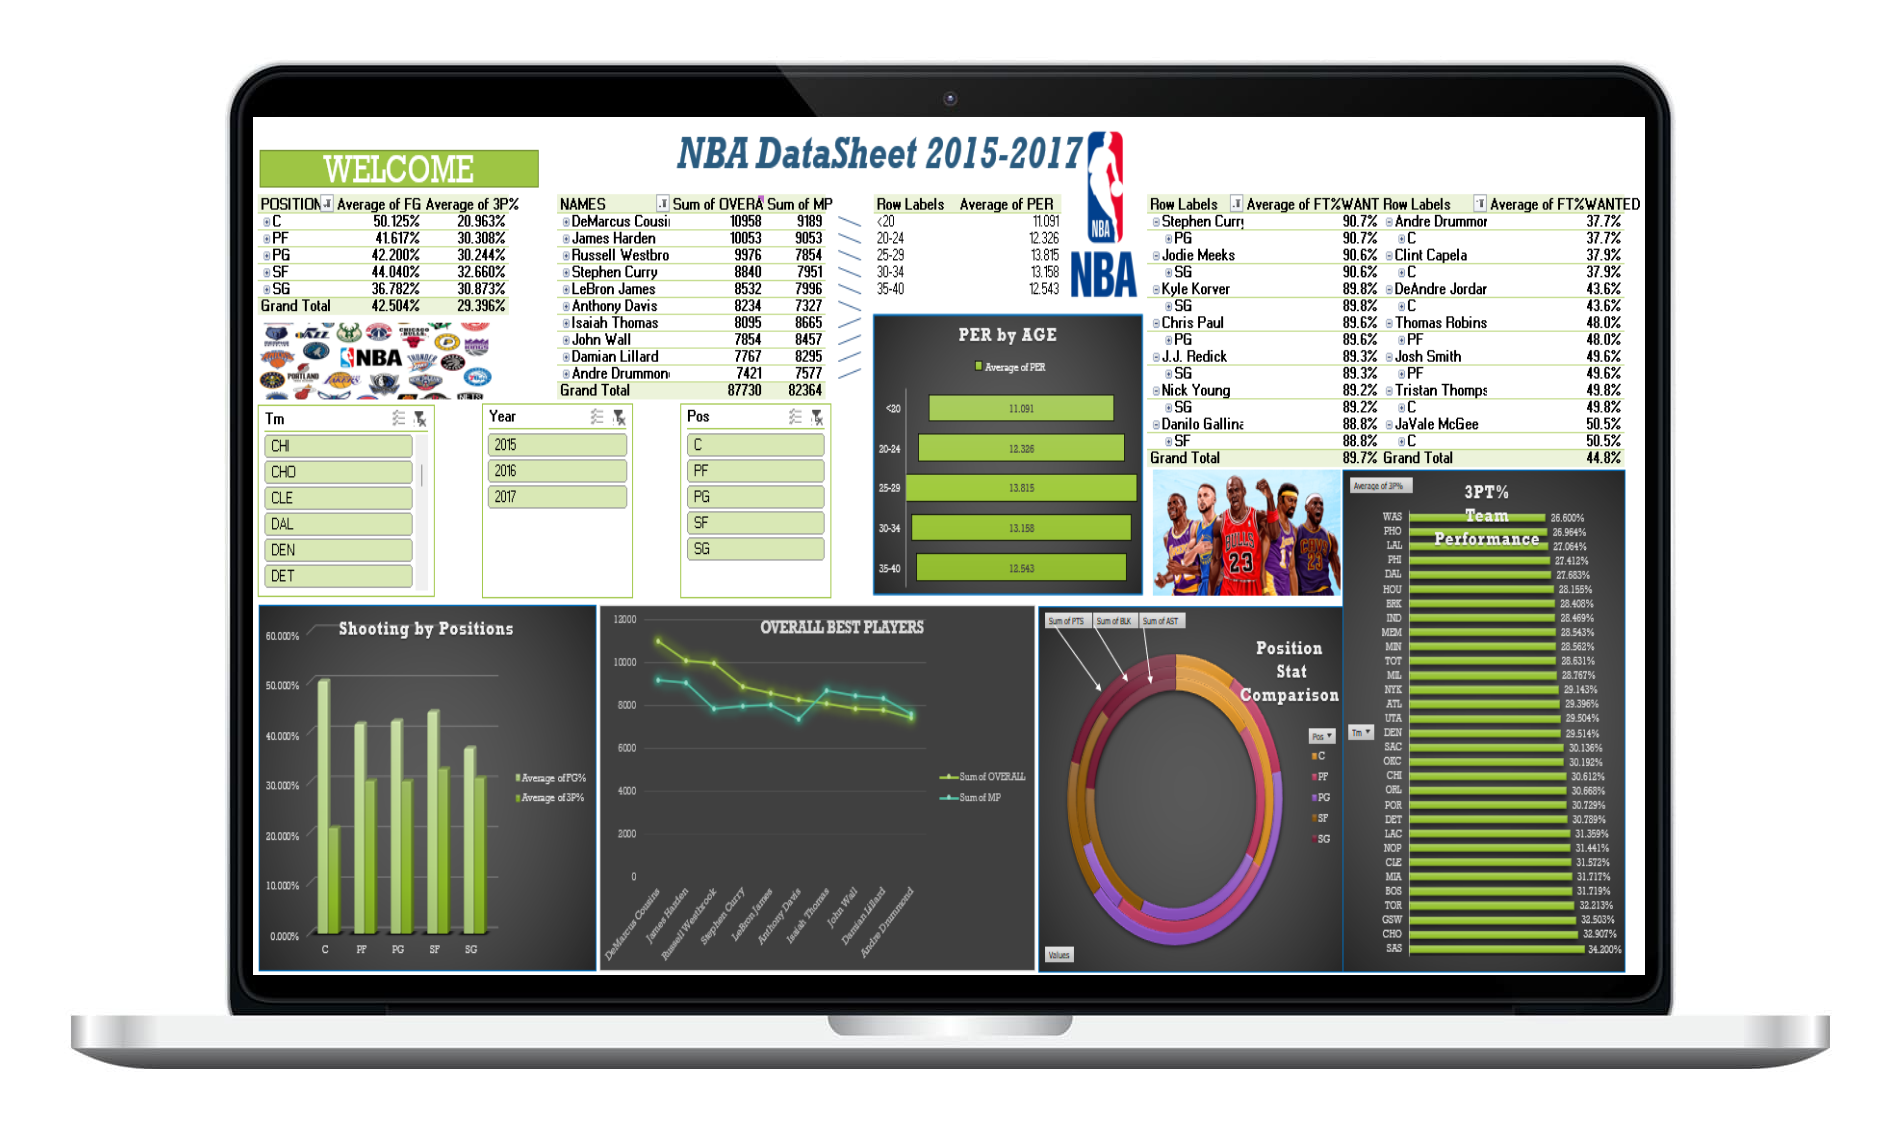 NBA DataSheet 2015-2017
WELCOME
NBA
NBA
POSITION Average of FG Average of 3P%
C 50.125% 20.963%
PF 41.617% 30.308%
PG 42.200% 30.244%
SF 44.040% 32.660%
SG 36.782% 30.873%
Grand Total 42.504% 29.396%
NAMES Sum of OVERA Sum of MP
DeMarcus Cousi 10958 9189
James Harden 10053 9053
Russell Westbro 9976 7854
Stephen Curry 8840 7951
LeBron James 8532 7996
Anthony Davis 8234 7327
Isaiah Thomas 8095 8665
John Wall 7854 8457
Damian Lillard 7767 8295
Andre Drummon 7421 7577
Grand Total 87730 82364
Row Labels Average of PER
<20 11.091
20-24 12.326
25-29 13.815
30-34 13.158
35-40 12.543
Row Labels Average of FT%WANT
Stephen Curry 90.7%
PG 90.7%
Jodie Meeks 90.6%
SG 90.6%
Kyle Korver 89.8%
SG 89.8%
Chris Paul 89.6%
PG 89.6%
J.J. Redick 89.3%
SG 89.3%
Nick Young 89.2%
SG 89.2%
Danilo Gallina 88.8%
SF 88.8%
Grand Total 89.7%
Row Labels Average of FT%WANTED
Andre Drummor 37.7%
C 37.7%
Clint Capela 37.9%
C 37.9%
DeAndre Jordar 43.6%
C 43.6%
Thomas Robins 48.0%
PF 48.0%
Josh Smith 49.6%
PF 49.6%
Tristan Thomps 49.8%
C 49.8%
JaVale McGee 50.5%
C 50.5%
Grand Total 44.8%
CHICAGO
BULLS
NBA
THUNDER
KINGS
PORTLAND
LAKERS
NETS
Tm
CHI
CHO
CLE
DAL
DEN
DET
Year
2015
2016
2017
Pos
C
PF
PG
SF
SG
PER by AGE
Average of PER
<20 11.091
20-24 12.326
25-29 13.815
30-34 13.158
35-40 12.543
BULLS
23
CAVS
23
Shooting by Positions
60.000%
50.000%
40.000%
30.000%
20.000%
10.000%
0.000%
C PF PG SF SG
Average of FG%
Average of 3P%
OVERALL BEST PLAYERS
12000
10000
8000
6000
4000
2000
0
DeMarcus Cousins
James Harden
Russell Westbrook
Stephen Curry
LeBron James
Anthony Davis
Isaiah Thomas
John Wall
Damian Lillard
Andre Drummond
Sum of OVERALL
Sum of MP
Sum of PTS Sum of BLK Sum of AST
Position
Stat
Comparison
Pos
C
PF
PG
SF
SG
Values
Average of 3P%
3PT%
Team
Performance
Tm
WAS 26.600%
PHO 26.964%
LAL 27.064%
PHI 27.412%
DAL 27.683%
HOU 28.155%
BRK 28.408%
IND 28.469%
MEM 28.543%
MIN 28.562%
TOT 28.631%
MIL 28.767%
NYK 29.143%
ATL 29.396%
UTA 29.504%
DEN 29.514%
SAC 30.136%
OKC 30.192%
CHI 30.612%
ORL 30.668%
POR 30.729%
DET 30.789%
LAC 31.359%
NOP 31.441%
CLE 31.572%
MIA 31.717%
BOS 31.719%
TOR 32.213%
GSW 32.503%
CHO 32.907%
SAS 34.200%